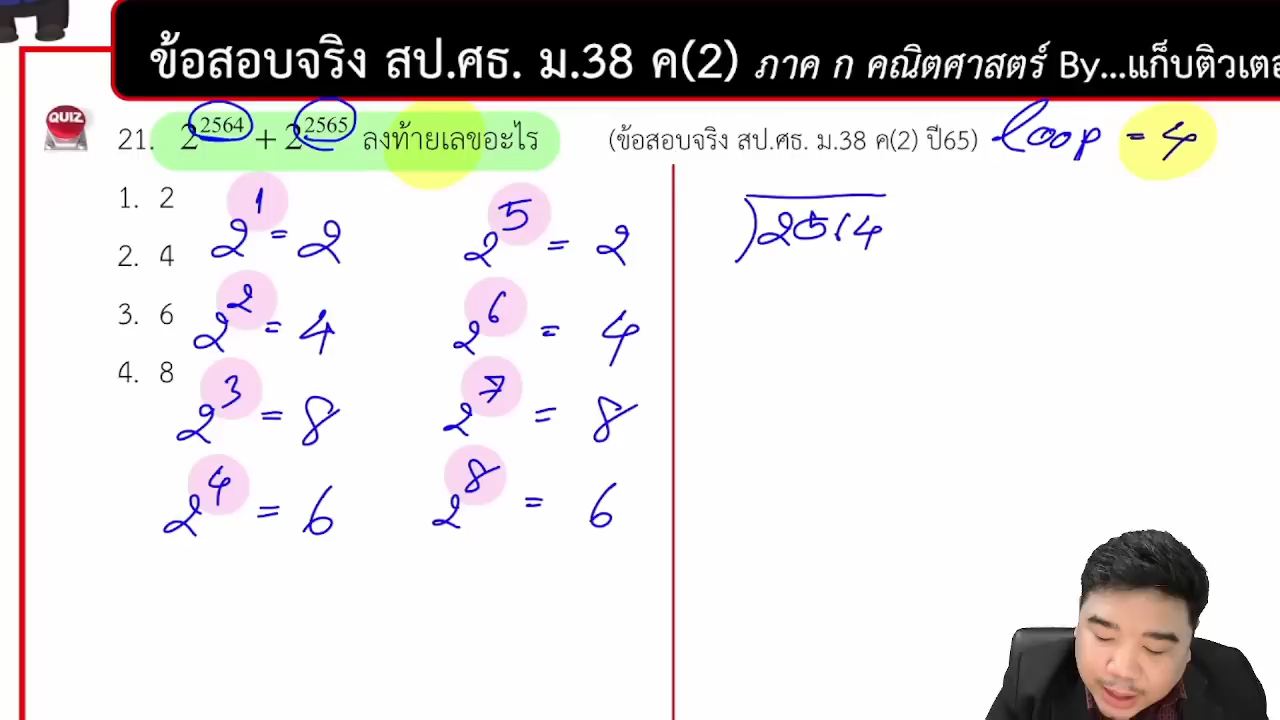 ข้อสอบจริง สป.ศธ. ม.38 ค(2) ภาค ก คณิตศาสตร์ By...แก็บติวเตอ
QUIZ
21. 2^2564 + 2^2565 ลงท้ายเลขอะไร (ข้อสอบจริง สป.ศธ. ม.38 ค(2) ปี65) loop = 4
1. 2
2. 4
3. 6
4. 8
2^1 = 2
2^2 = 4
2^3 = 8
2^4 = 6
2^5 = 2
2^6 = 4
2^7 = 8
2^8 = 6
2564